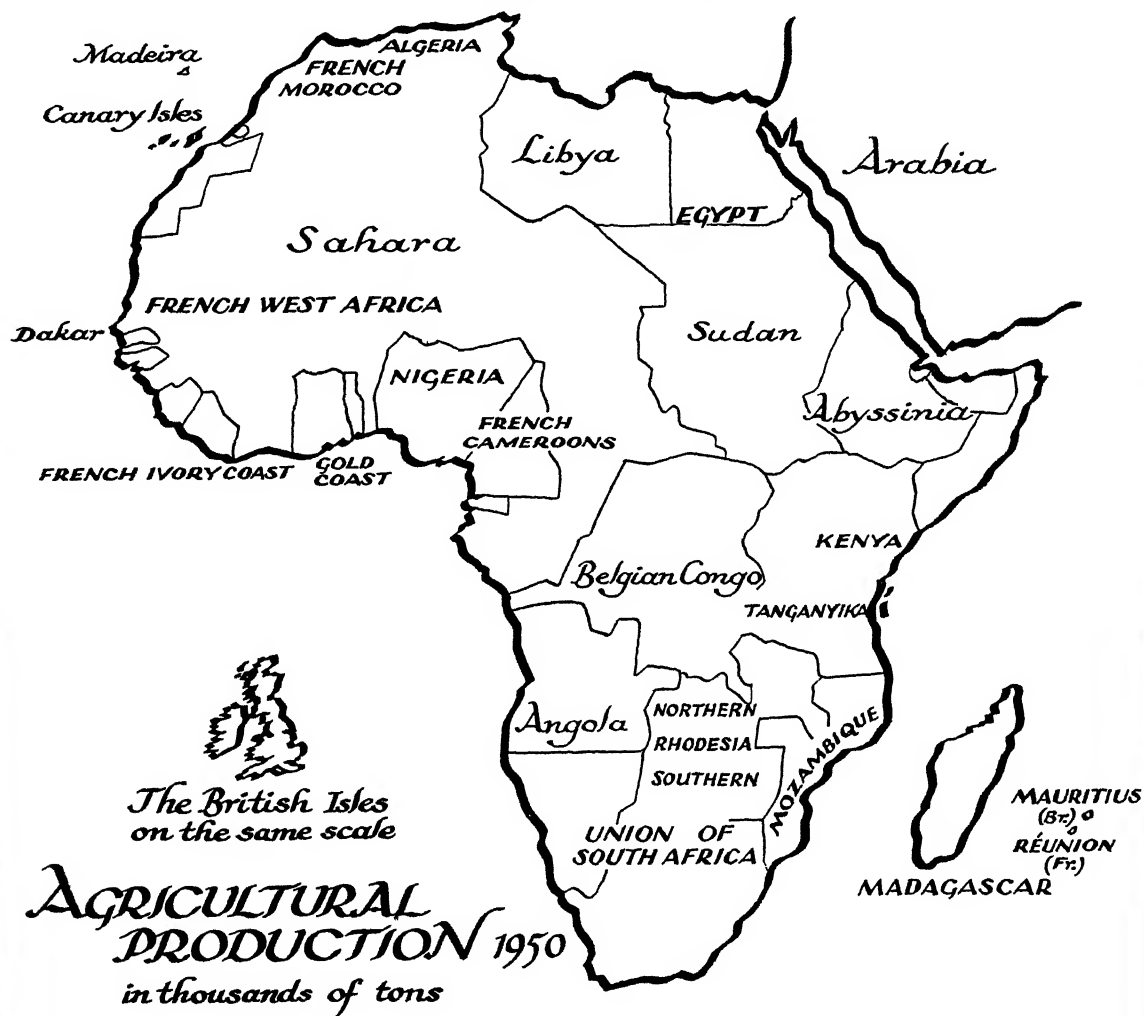 ALGERIA
Madeira
FRENCH
MOROCCO
Canary Isles
Libya
Arabia
EGYPT
Sahara
FRENCH WEST AFRICA
Dakar
Sudan
NIGERIA
Abyssinia
FRENCH
CAMEROONS
FRENCH IVORY COAST
GOLD
COAST
KENYA
Belgian Congo
TANGANYIKA
Angola
NORTHERN
RHODESIA
SOUTHERN
MOZAMBIQUE
The British Isles
on the same scale
UNION OF
SOUTH AFRICA
MAURITIUS
(Br.)
RÉUNION
(Fr.)
MADAGASCAR
AGRICULTURAL
PRODUCTION 1950
in thousands of tons